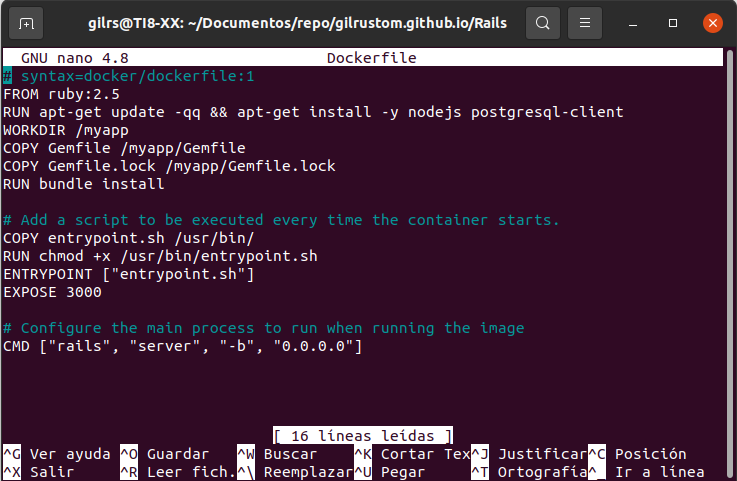 gilrs@TI8-XX: ~/Documentos/repo/gilrustom.github.io/Rails
GNU nano 4.8 Dockerfile
# syntax=docker/dockerfile:1
FROM ruby:2.5
RUN apt-get update -qq && apt-get install -y nodejs postgresql-client
WORKDIR /myapp
COPY Gemfile /myapp/Gemfile
COPY Gemfile.lock /myapp/Gemfile.lock
RUN bundle install
# Add a script to be executed every time the container starts.
COPY entrypoint.sh /usr/bin/
RUN chmod +x /usr/bin/entrypoint.sh
ENTRYPOINT ["entrypoint.sh"]
EXPOSE 3000
# Configure the main process to run when running the image
CMD ["rails", "server", "-b", "0.0.0.0"]
[ 16 líneas leídas ]
^G Ver ayuda ^O Guardar ^W Buscar ^K Cortar Tex^J Justificar^C Posición
^X Salir ^R Leer fich.^\ Reemplazar^U Pegar ^T Ortografía^_ Ir a línea